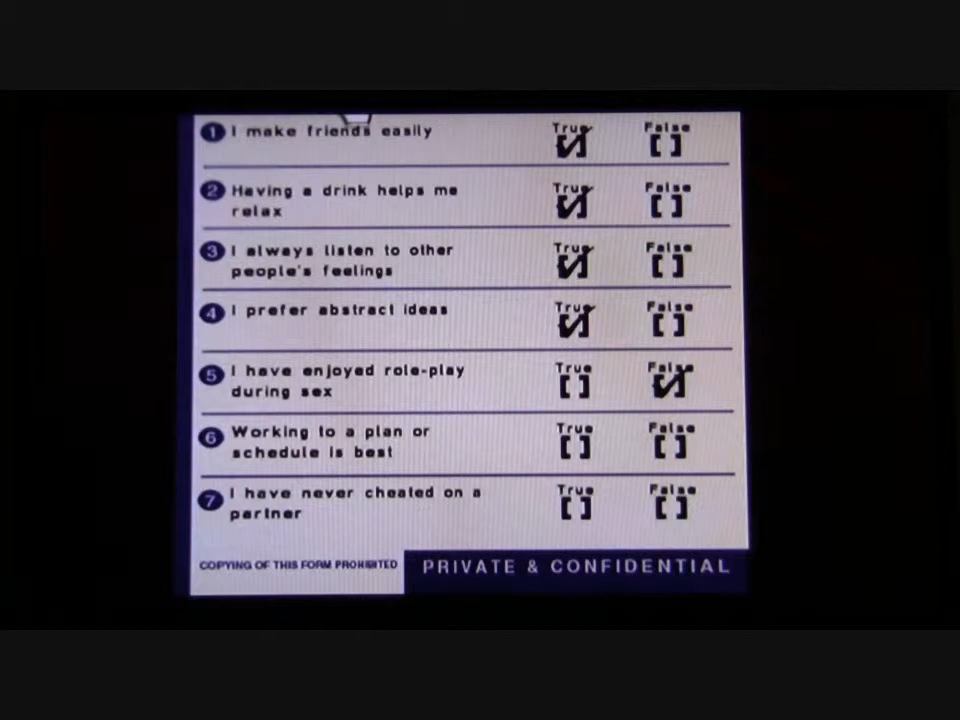 1 I make friends easily True False
[ ] [ ]
2 Having a drink helps me True False
relax [ ] [ ]
3 I always listen to other True False
people's feelings [ ] [ ]
4 I prefer abstract ideas True False
[ ] [ ]
5 I have enjoyed role-play True False
during sex [ ] [ ]
6 Working to a plan or True False
schedule is best [ ] [ ]
7 I have never cheated on a True False
partner [ ] [ ]
COPYING OF THIS FORM PROHIBITED PRIVATE & CONFIDENTIAL